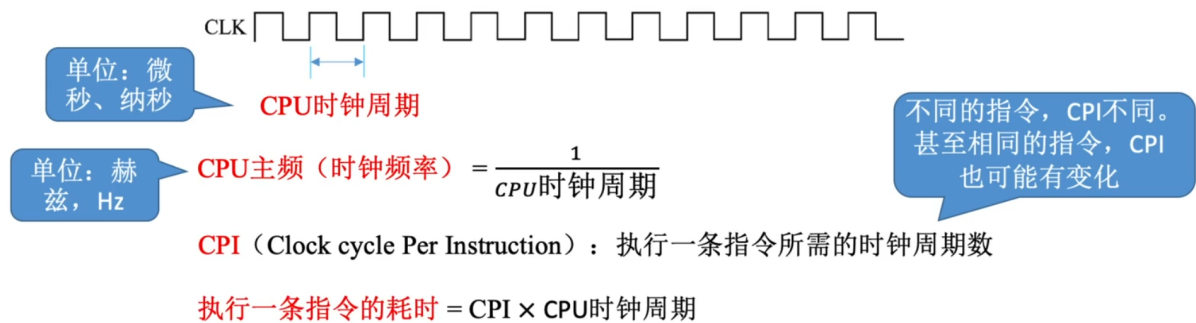 CLK
单位：微
秒、纳秒
CPU时钟周期
不同的指令，CPI不同。
甚至相同的指令，CPI
也可能有变化
单位：赫
兹，Hz
CPU主频（时钟频率）= 1
CPU时钟周期
CPI（Clock cycle Per Instruction）：执行一条指令所需的时钟周期数
执行一条指令的耗时 = CPI × CPU时钟周期